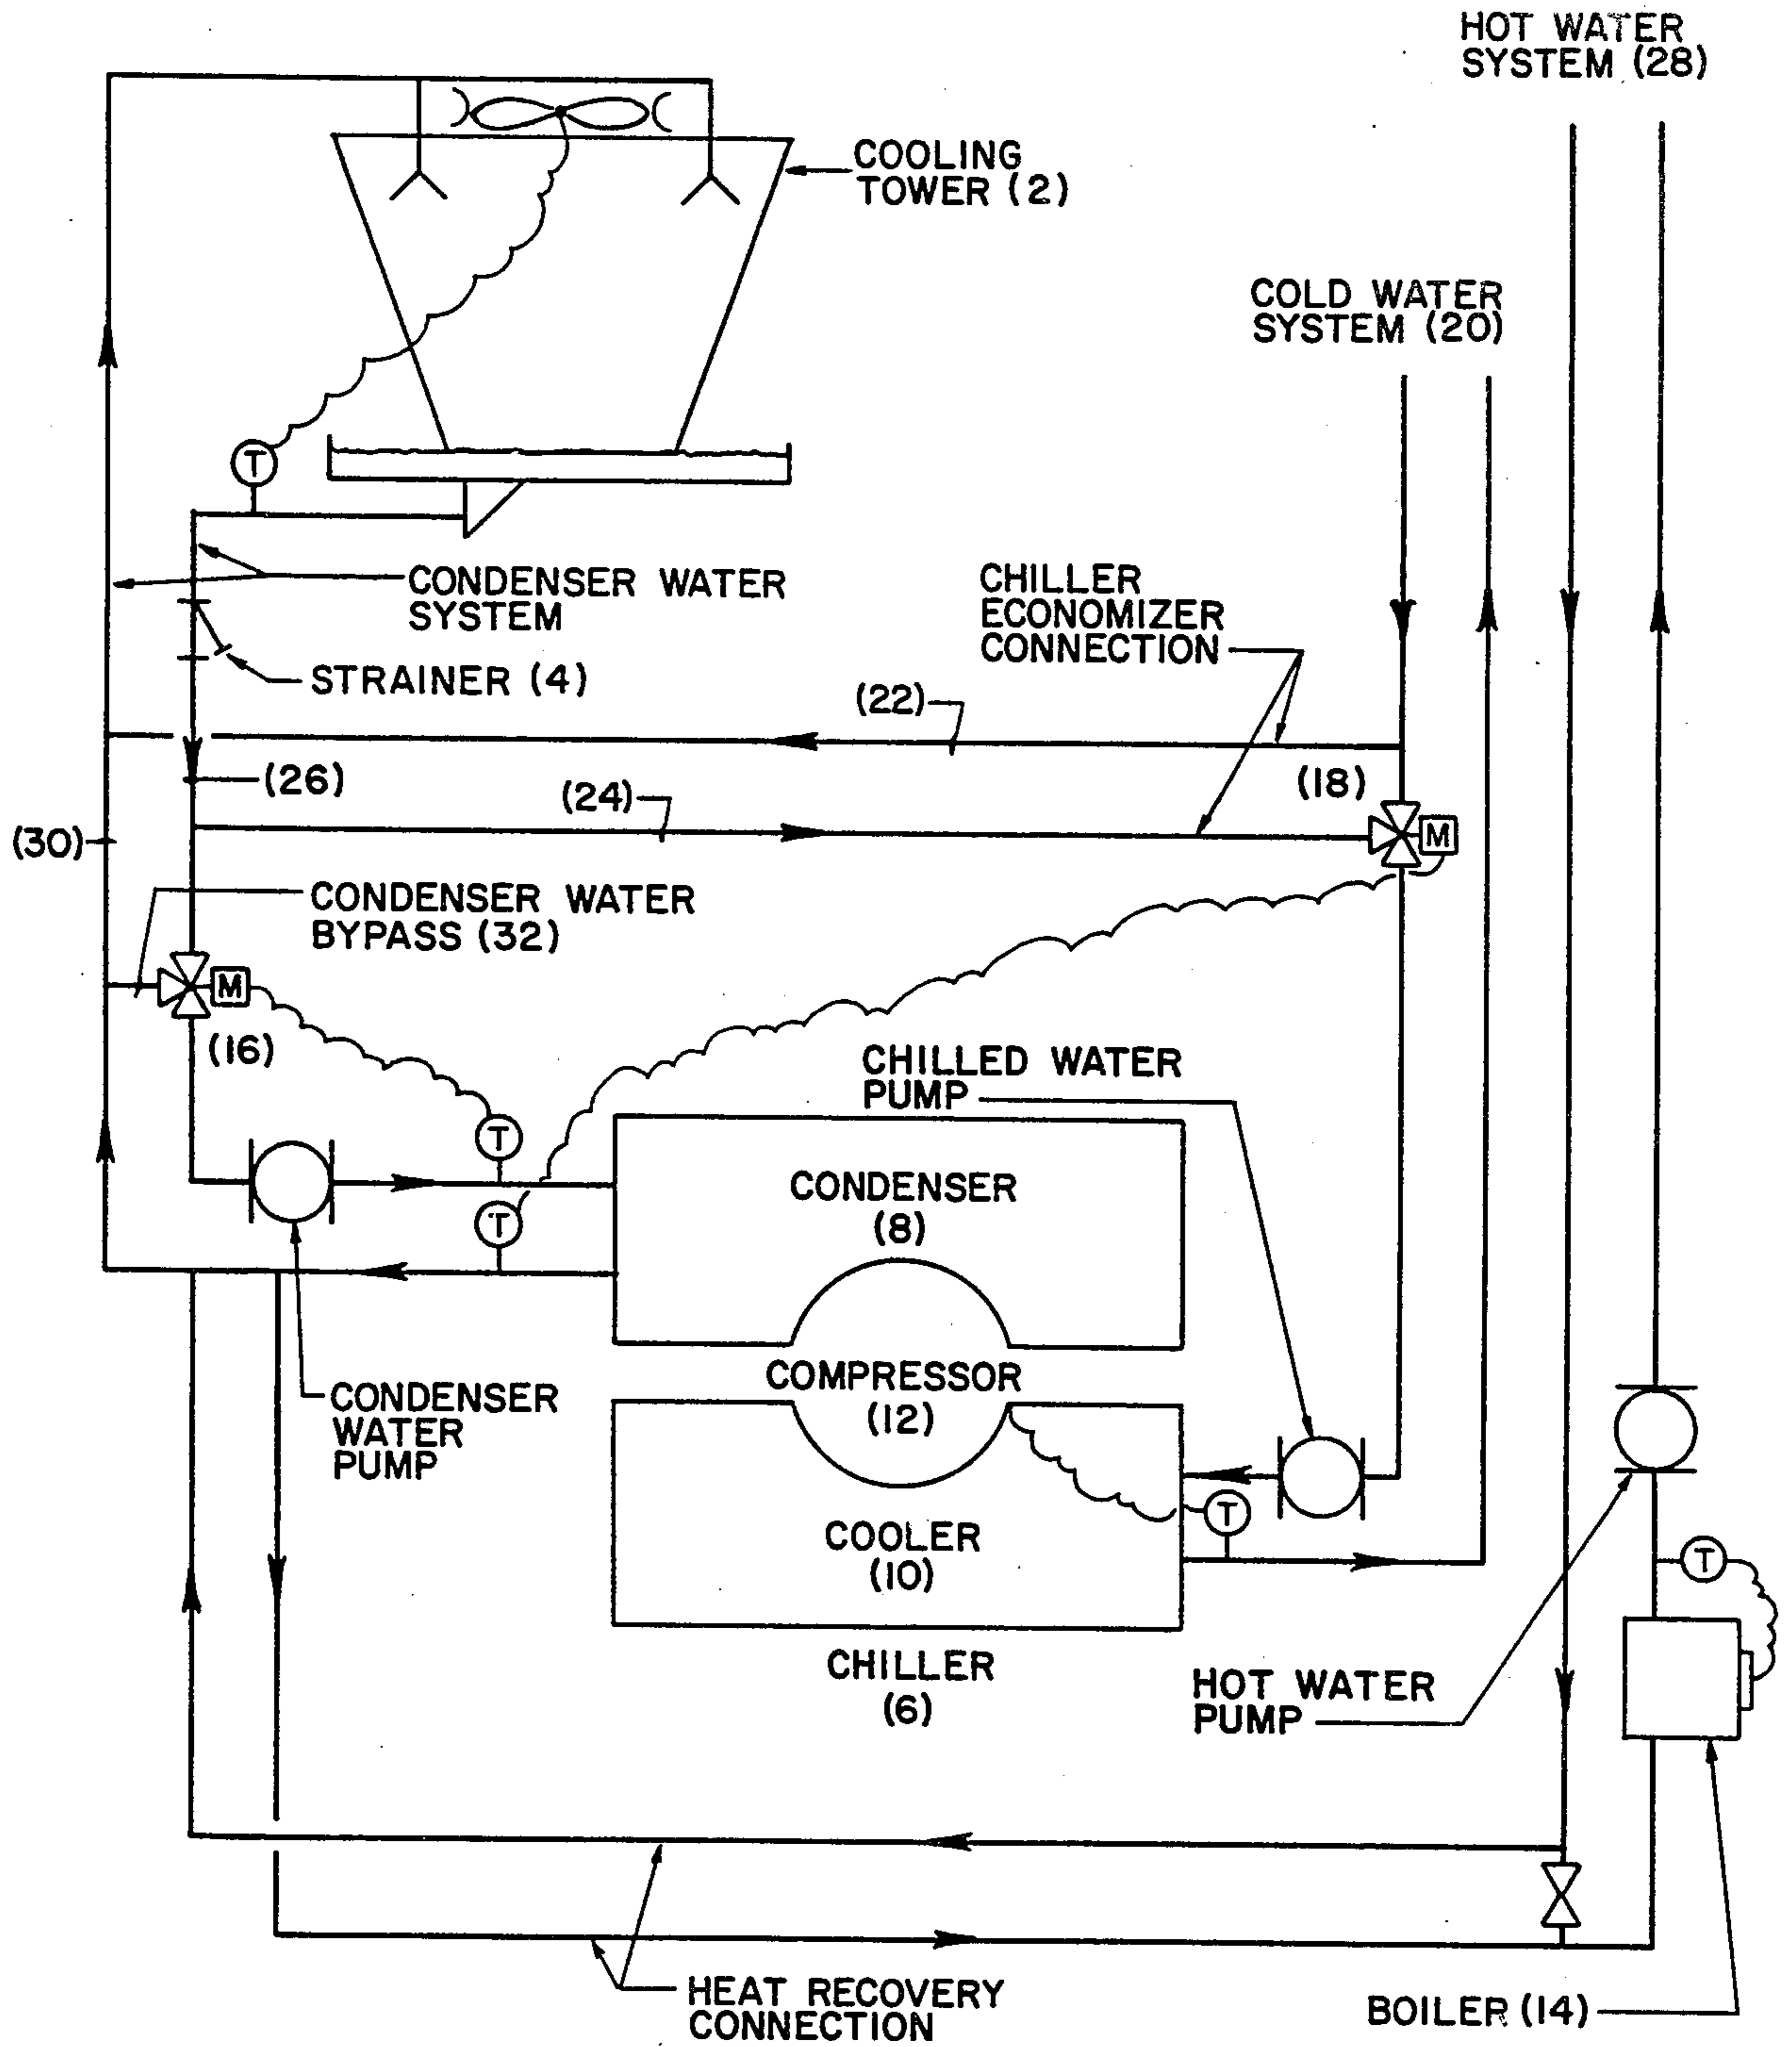 HOT WATER
SYSTEM (28)
COOLING
TOWER (2)
COLD WATER
SYSTEM (20)
T
CONDENSER WATER
SYSTEM
CHILLER
ECONOMIZER
CONNECTION
STRAINER (4)
(22)
(26)
(18)
(24)
(30)
M
CONDENSER WATER
BYPASS (32)
M
(16)
CHILLED WATER
PUMP
T
CONDENSER
(8)
T
COMPRESSOR
(12)
CONDENSER
WATER
PUMP
T
COOLER
(10)
T
CHILLER
(6)
HOT WATER
PUMP
HEAT RECOVERY
CONNECTION
BOILER (14)